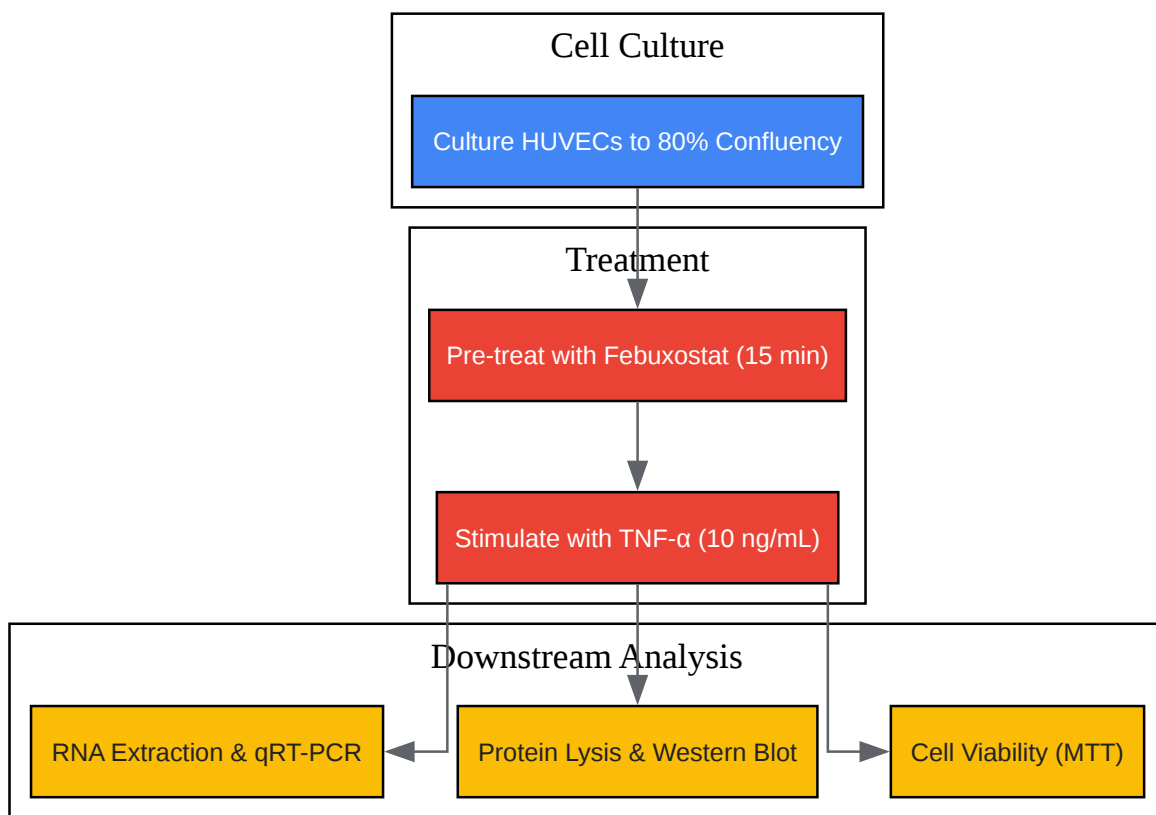 Cell Culture
Culture HUVECs to 80% Confluency
Treatment
Pre-treat with Febuxostat (15 min)
Stimulate with TNF-α (10 ng/mL)
Downstream Analysis
RNA Extraction & qRT-PCR
Protein Lysis & Western Blot
Cell Viability (MTT)